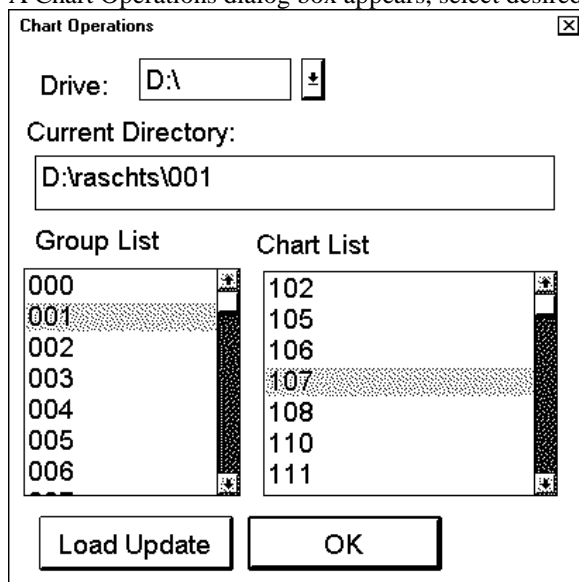 A Chart Operations dialog box appears, select desired
Chart Operations
Drive: D:\
Current Directory:
D:\raschts\001
Group List
000
001
002
003
004
005
006
Chart List
102
105
106
107
108
110
111
Load Update
OK